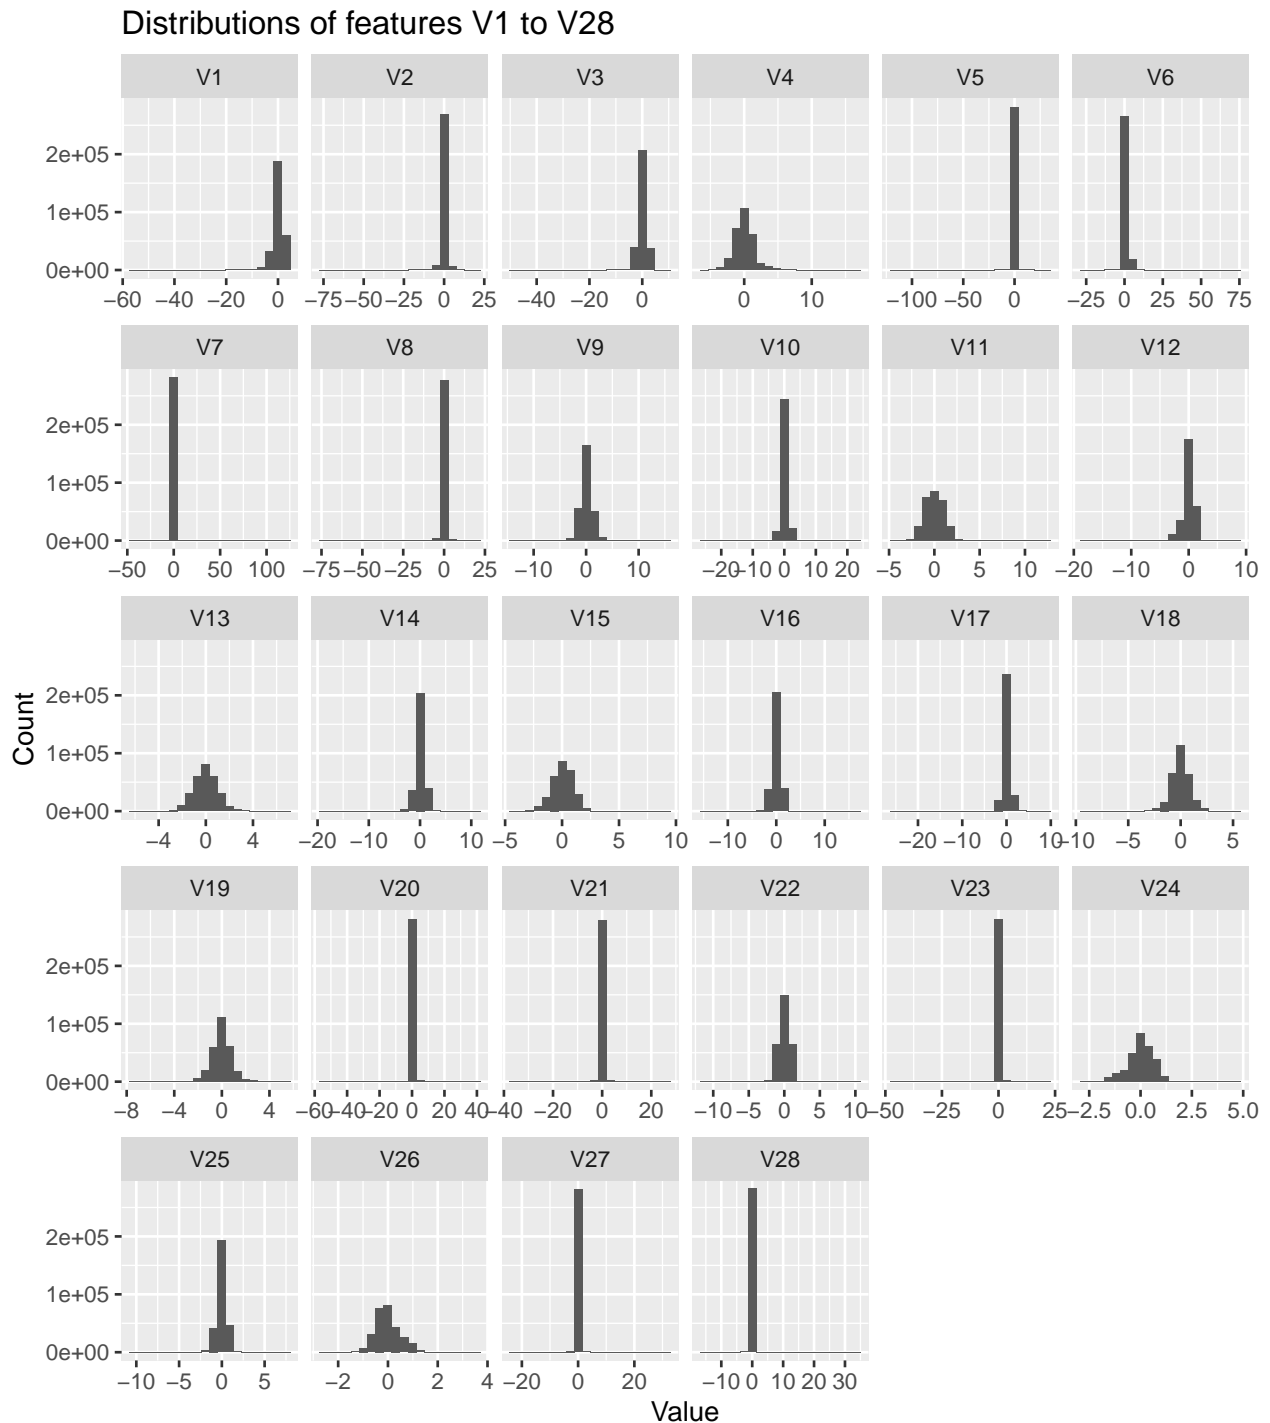 Distributions of features V1 to V28
V1 V2 V3 V4 V5 V6
2e+05
1e+05
0e+00
−60 −40 −20 0 −75 −50 −25 0 25 −40 −20 0 0 10 −100 −50 0 −25 0 25 50 75
V7 V8 V9 V10 V11 V12
2e+05
1e+05
0e+00
−50 0 50 100 −75 −50 −25 0 25 −10 0 10 −20 −10 0 10 20 −5 0 5 10 −20 −10 0 10
V13 V14 V15 V16 V17 V18
2e+05
1e+05
0e+00
−4 0 4 −20 −10 0 10 −5 0 5 10 −10 0 10 −20 −10 0 10 −10 −5 0 5
Count
V19 V20 V21 V22 V23 V24
2e+05
1e+05
0e+00
−8 −4 0 4 −60 −40 −20 0 20 40 −40 −20 0 20 −10 −5 0 5 10 −50 −25 0 25 −2.5 0.0 2.5 5.0
V25 V26 V27 V28
2e+05
1e+05
0e+00
−10 −5 0 5 −2 0 2 4 −20 0 20 −10 0 10 20 30
Value